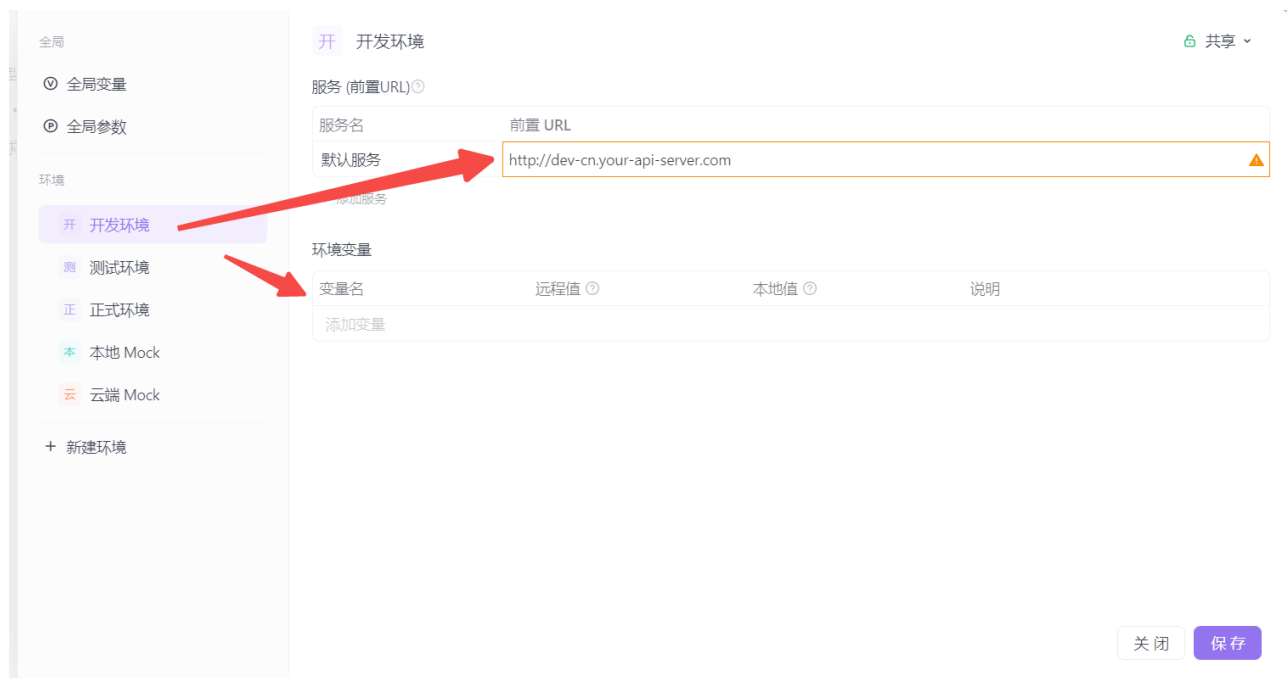 全局
全局变量
全局参数
环境
开 开发环境
测 测试环境
正 正式环境
本 本地 Mock
云 云端 Mock
+ 新建环境
开 开发环境
共享
服务 (前置URL)
服务名 前置 URL
默认服务 http://dev-cn.your-api-server.com
添加服务
环境变量
变量名 远程值 本地值 说明
添加变量
关闭 保存